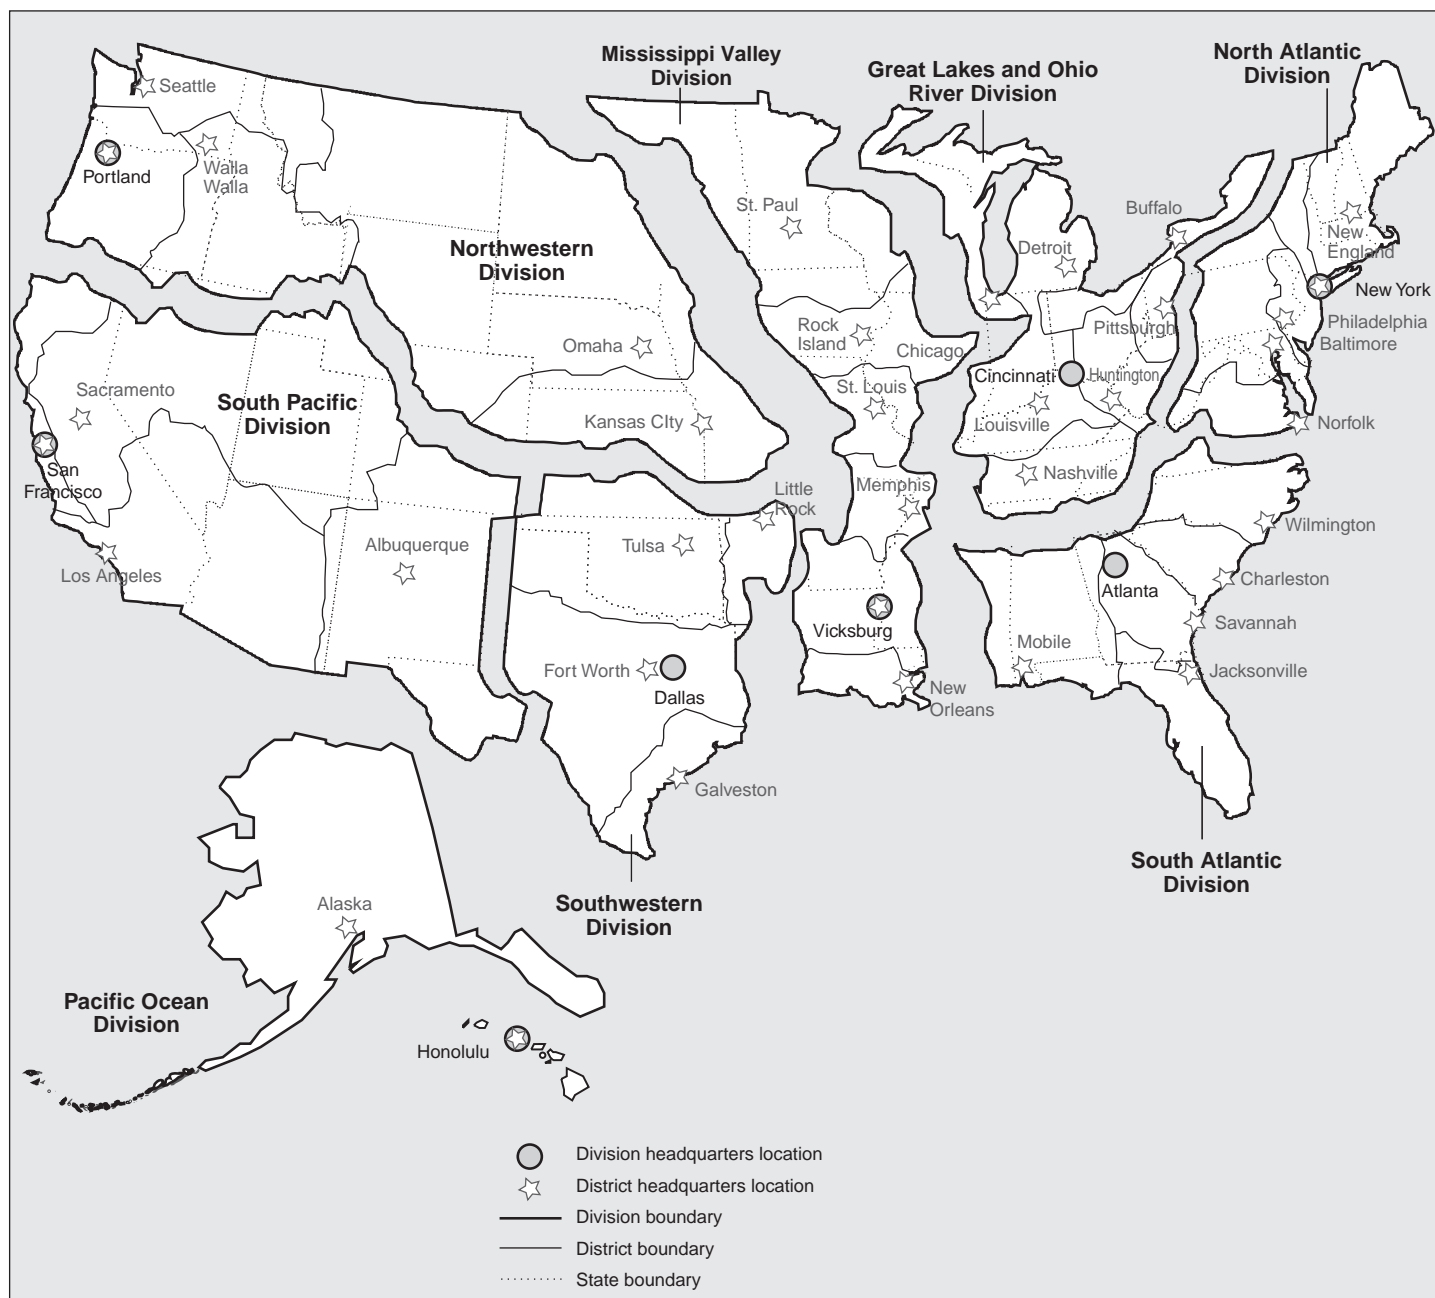 Mississippi Valley
Division
Great Lakes and Ohio
River Division
North Atlantic
Division
Seattle
Portland
Walla
Walla
Northwestern
Division
St. Paul
Detroit
Buffalo
New
England
New York
Omaha
Rock
Island
Chicago
Pittsburgh
Philadelphia
Baltimore
Sacramento
South Pacific
Division
Kansas CIty
St. Louis
Cincinnati
Huntington
Louisville
Norfolk
San
Francisco
Nashville
Little
Rock
Memphis
Wilmington
Los Angeles
Albuquerque
Tulsa
Atlanta
Charleston
Vicksburg
Savannah
Fort Worth
Dallas
Mobile
Jacksonville
New
Orleans
Galveston
South Atlantic
Division
Alaska
Southwestern
Division
Pacific Ocean
Division
Honolulu
Division headquarters location
District headquarters location
Division boundary
District boundary
State boundary